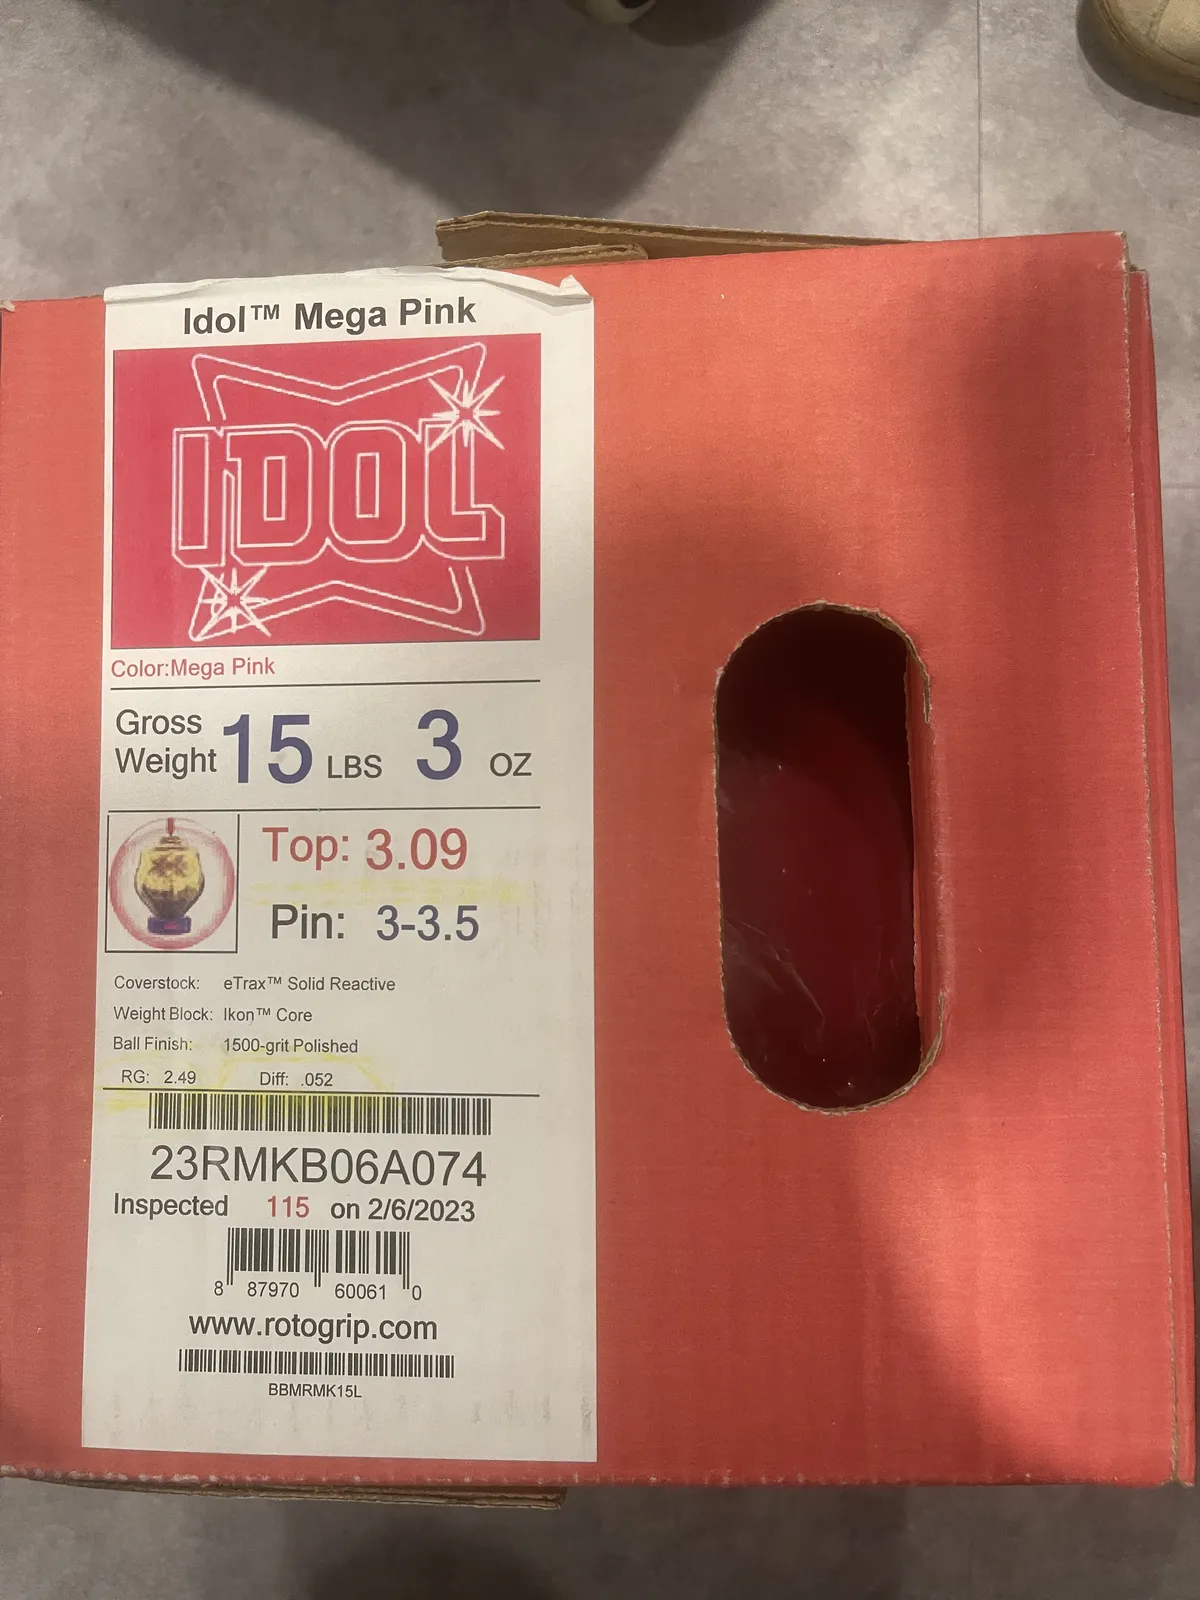 Idol™ Mega Pink
IDOL
Color:Mega Pink
Gross Weight 15 LBS 3 OZ
Top: 3.09
Pin: 3-3.5
Coverstock: eTrax™ Solid Reactive
Weight Block: Ikon™ Core
Ball Finish: 1500-grit Polished
RG: 2.49 Diff: .052
23RMKB06A074
Inspected 115 on 2/6/2023
8 87970 60061 0
www.rotogrip.com
BBMRMK15L